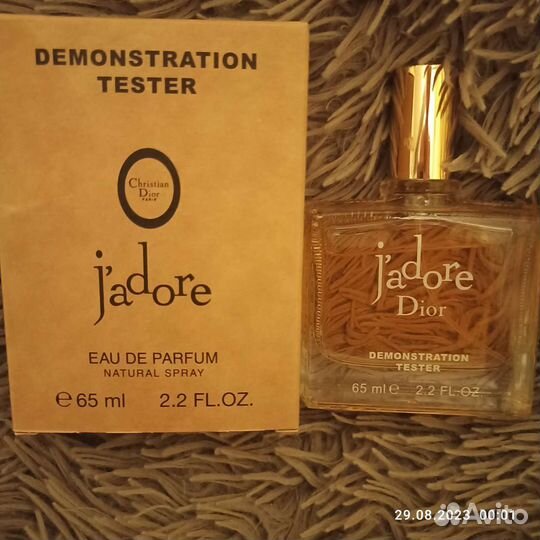 DEMONSTRATION
TESTER
Christian
Dior
PARIS
j'adore
EAU DE PARFUM
NATURAL SPRAY
e 65 ml 2.2 FL.OZ.
j'adore
Dior
DEMONSTRATION
TESTER
65 ml e 2.2 FL.OZ
29.08.2023 00:01
Avito